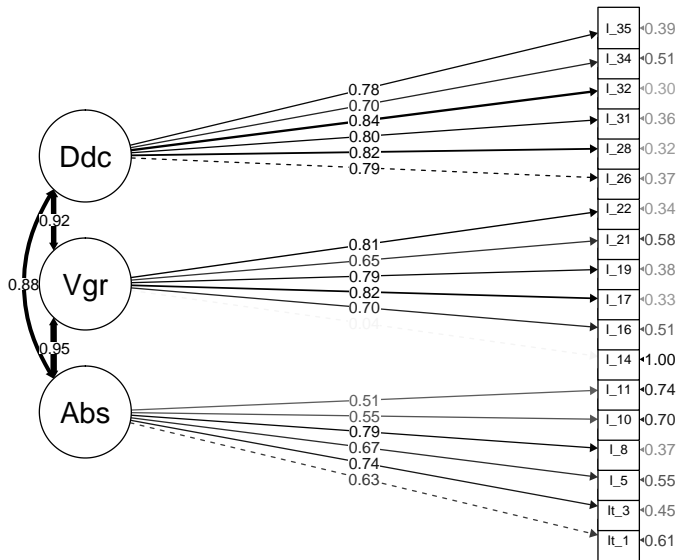 I_35 0.39
I_34 0.51
0.78
0.70
I_32 0.30
0.84
I_31 0.36
0.80
Ddc
0.82
I_28 0.32
0.79
I_26 0.37
I_22 0.34
0.92
I_21 0.58
0.81
0.65
I_19 0.38
0.79
0.88
Vgr
0.82
I_17 0.33
0.70
0.04
I_16 0.51
0.95
I_14 1.00
I_11 0.74
0.51
Abs
0.55
I_10 0.70
0.79
I_8 0.37
0.67
0.74
I_5 0.55
0.63
It_3 0.45
It_1 0.61